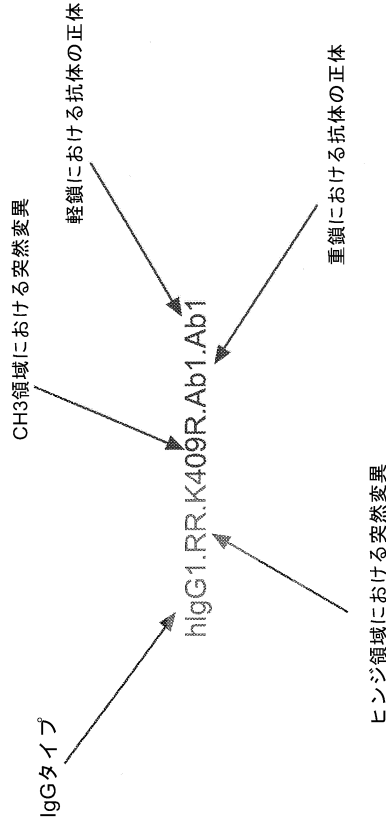 IgGタイプ
CH3領域における突然変異
軽鎖における抗体の正体
hIgG1.RR.K409R.Ab1.Ab1
ヒンジ領域における突然変異
重鎖における抗体の正体